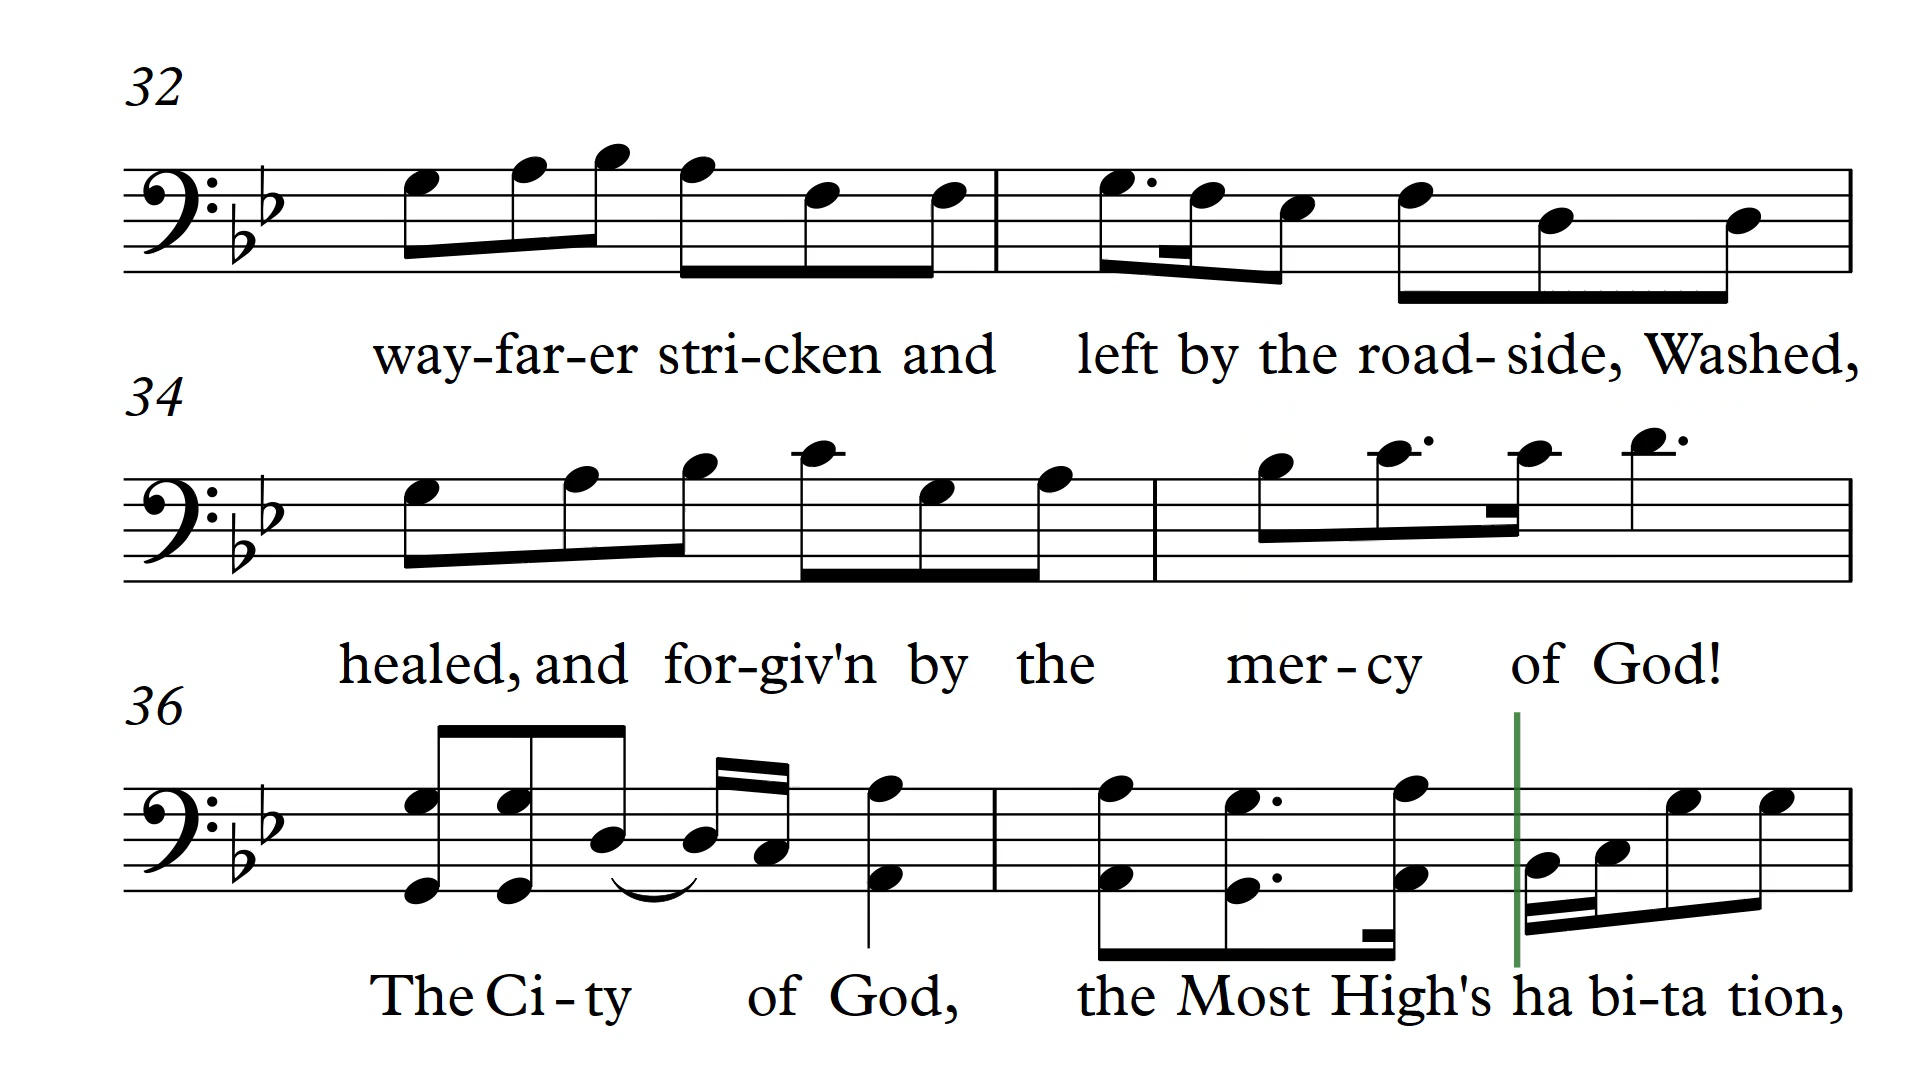 32
way-far-er stri-cken and left by the road-side, Washed,
34
healed, and for-giv'n by the mer-cy of God!
36
The Ci-ty of God, the Most High's ha bi-ta tion,